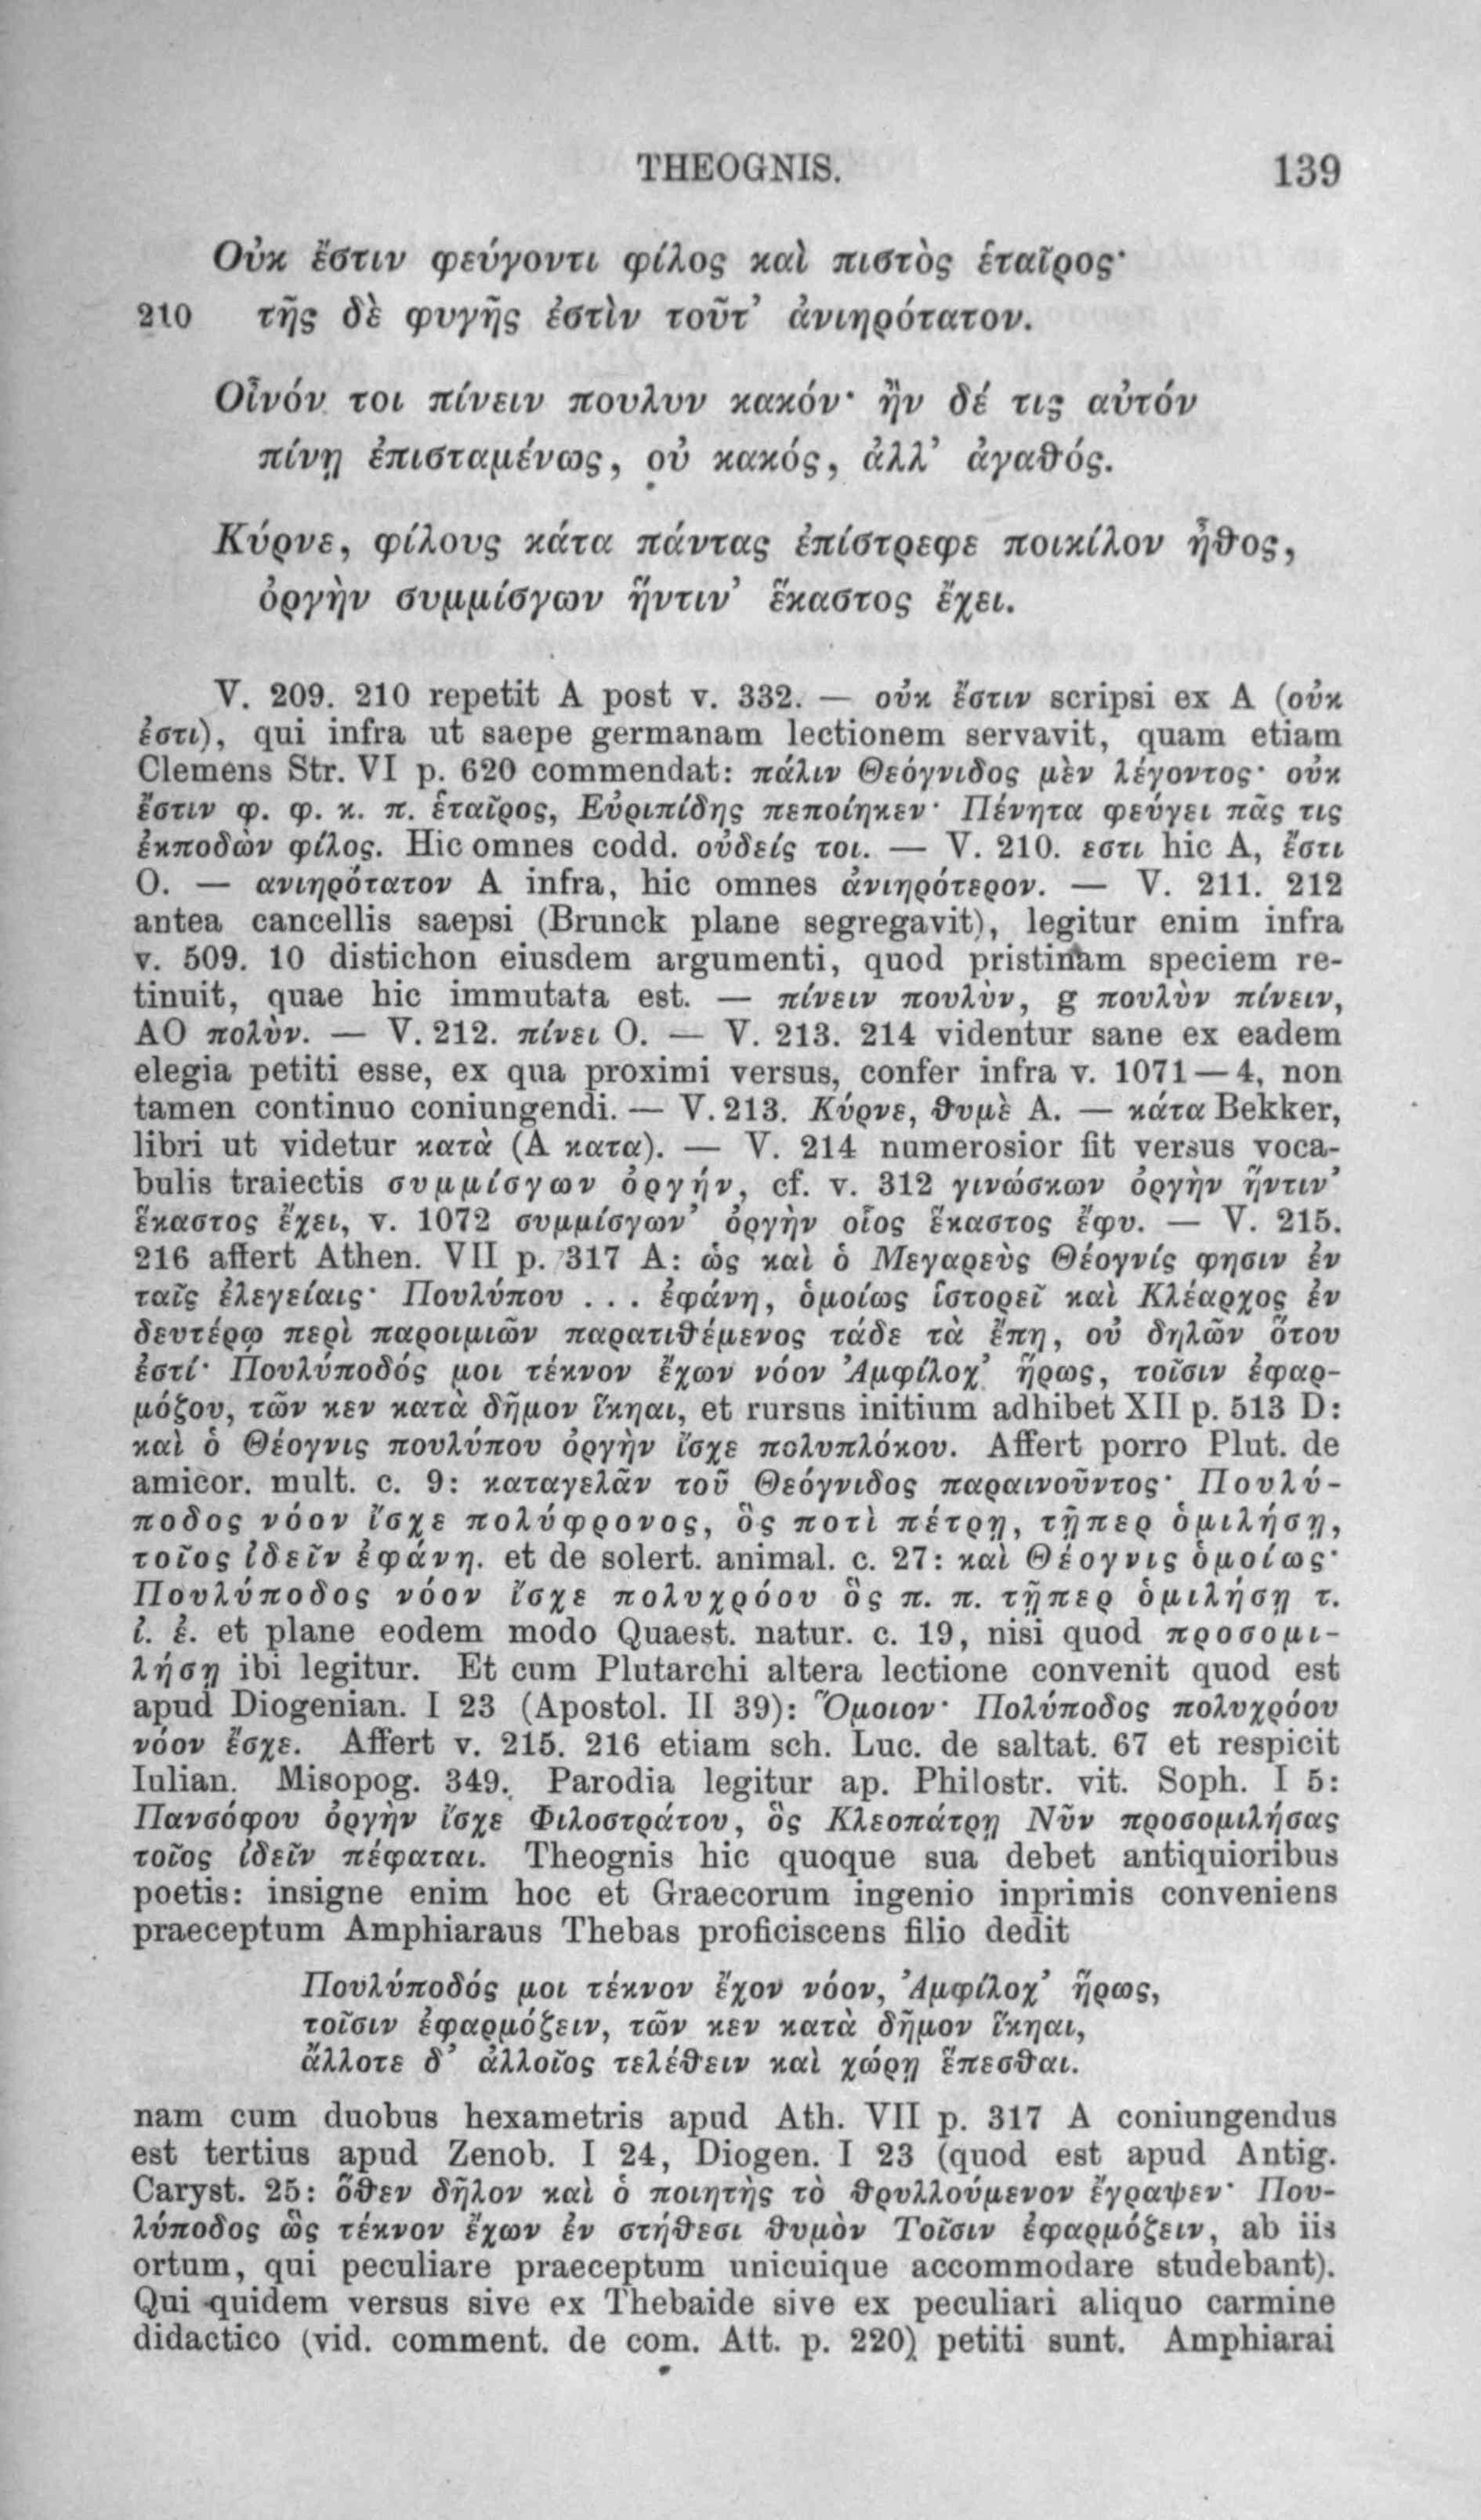 THEOGNIS. 139
Οὐκ ἔστιν φεύγοντι φίλος καὶ πιστὸς ἑταῖρος·
210 τῆς δὲ φυγῆς ἐστὶν τοῦτ’ ἀνιηρότατον.
Οἶνόν τοι πίνειν πουλυν κακόν· ἢν δέ τις αὐτόν
πίνῃ ἐπισταμένως, οὐ κακός, ἀλλ’ ἀγαθός.
Κύρνε, φίλους κάτα πάντας ἐπίστρεφε ποικίλον ἦθος,
ὀργὴν συμμίσγων ἥντιν’ ἕκαστος ἔχει.
V. 209. 210 repetit A post v. 332. — οὐκ ἔστιν scripsi ex A (οὐκ
ἐστι), qui infra ut saepe germanam lectionem servavit, quam etiam
Clemens Str. VI p. 620 commendat: πάλιν Θεόγνιδος μὲν λέγοντος· οὐκ
ἔστιν φ. φ. κ. π. ἑταῖρος, Εὐριπίδης πεποίηκεν· Πένητα φεύγει πᾶς τις
ἐκποδὼν φίλος. Hic omnes codd. οὐδείς τοι. — V. 210. εστι hic A, ἔστι
O. — ανιηρότατον A infra, hic omnes ἀνιηρότερον. — V. 211. 212
antea cancellis saepsi (Brunck plane segregavit), legitur enim infra
v. 509. 10 distichon eiusdem argumenti, quod pristinam speciem re-
tinuit, quae hic immutata est. — πίνειν πουλὺν, g πουλὺν πίνειν,
AO πολὺν. — V. 212. πίνει O. — V. 213. 214 videntur sane ex eadem
elegia petiti esse, ex qua proximi versus, confer infra v. 1071—4, non
tamen continuo coniungendi. — V. 213. Κύρνε, θυμὲ A. — κάτα Bekker,
libri ut videtur κατὰ (A κατα). — V. 214 numerosior fit versus voca-
bulis traiectis συμμίσγων ὀργήν, cf. v. 312 γινώσκων ὀργὴν ἥντιν’
ἕκαστος ἔχει, v. 1072 συμμίσγων’ ὀργὴν οἷος ἕκαστος ἔφυ. — V. 215.
216 affert Athen. VII p. 317 A: ὡς καὶ ὁ Μεγαρεὺς Θέογνίς φησιν ἐν
ταῖς ἐλεγείαις· Πουλύπου . . . ἐφάνη, ὁμοίως ἱστορεῖ καὶ Κλέαρχος ἐν
δευτέρῳ περὶ παροιμιῶν παρατιθέμενος τάδε τὰ ἔπη, οὐ δηλῶν ὅτου
ἐστί· Πουλύποδός μοι τέκνον ἔχων νόον Ἀμφίλοχ’ ἥρως, τοῖσιν ἐφαρ-
μόζου, τῶν κεν κατὰ δῆμον ἵκηαι, et rursus initium adhibet XII p. 513 D:
καὶ ὁ Θέογνις πουλύπου ὀργὴν ἴσχε πολυπλόκου. Affert porro Plut. de
amicor. mult. c. 9: καταγελᾶν τοῦ Θεόγνιδος παραινοῦντος· Πουλύ-
ποδος νόον ἴσχε πολύφρονος, ὃς ποτὶ πέτρῃ, τῇπερ ὁμιλήσῃ,
τοῖος ἰδεῖν ἐφάνη. et de solert. animal. c. 27: καὶ Θέογνις ὁμοίως·
Πουλύποδος νόον ἴσχε πολυχρόου ὃς π. π. τῇπερ ὁμιλήσῃ τ.
ἰ. ἐ. et plane eodem modo Quaest. natur. c. 19, nisi quod προσομι-
λήσῃ ibi legitur. Et cum Plutarchi altera lectione convenit quod est
apud Diogenian. I 23 (Apostol. II 39): Ὅμοιον· Πολύποδος πολυχρόου
νόον ἔσχε. Affert v. 215. 216 etiam sch. Luc. de saltat. 67 et respicit
Iulian. Misopog. 349. Parodia legitur ap. Philostr. vit. Soph. I 5:
Πανσόφου ὀργὴν ἴσχε Φιλοστράτου, ὃς Κλεοπάτρῃ Νῦν προσομιλήσας
τοῖος ἰδεῖν πέφαται. Theognis hic quoque sua debet antiquioribus
poetis: insigne enim hoc et Graecorum ingenio inprimis conveniens
praeceptum Amphiaraus Thebas proficiscens filio dedit
Πουλύποδός μοι τέκνον ἔχον νόον, Ἀμφίλοχ’ ἥρως,
τοῖσιν ἐφαρμόζειν, τῶν κεν κατὰ δῆμον ἵκηαι,
ἄλλοτε δ’ ἀλλοῖος τελέθειν καὶ χώρῃ ἕπεσθαι.
nam cum duobus hexametris apud Ath. VII p. 317 A coniungendus
est tertius apud Zenob. I 24, Diogen. I 23 (quod est apud Antig.
Caryst. 25: ὅθεν δῆλον καὶ ὁ ποιητὴς τὸ θρυλλούμενον ἔγραψεν· Που-
λύποδος ὣς τέκνον ἔχων ἐν στήθεσι θυμὸν Τοῖσιν ἐφαρμόζειν, ab iis
ortum, qui peculiare praeceptum unicuique accommodare studebant).
Qui quidem versus sive ex Thebaide sive ex peculiari aliquo carmine
didactico (vid. comment. de com. Att. p. 220) petiti sunt. Amphiarai